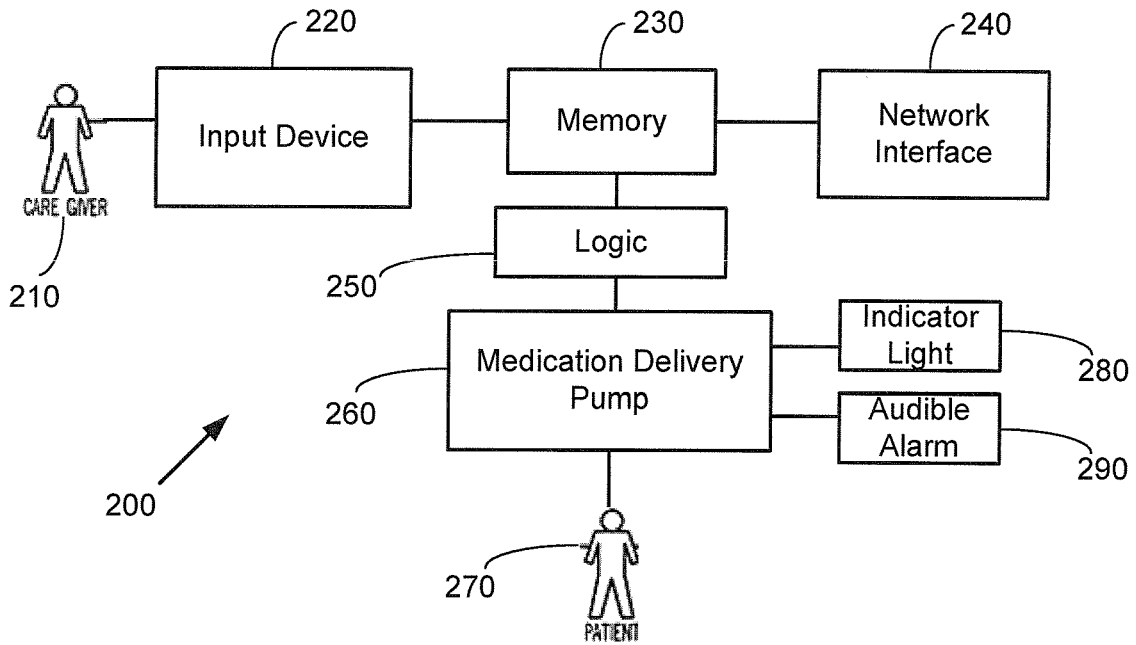 220
230
240
Input Device
Memory
Network
Interface
CARE GIVER
210
Logic
250
Medication Delivery
Pump
260
Indicator
Light
280
Audible
Alarm
290
200
270
PATIENT